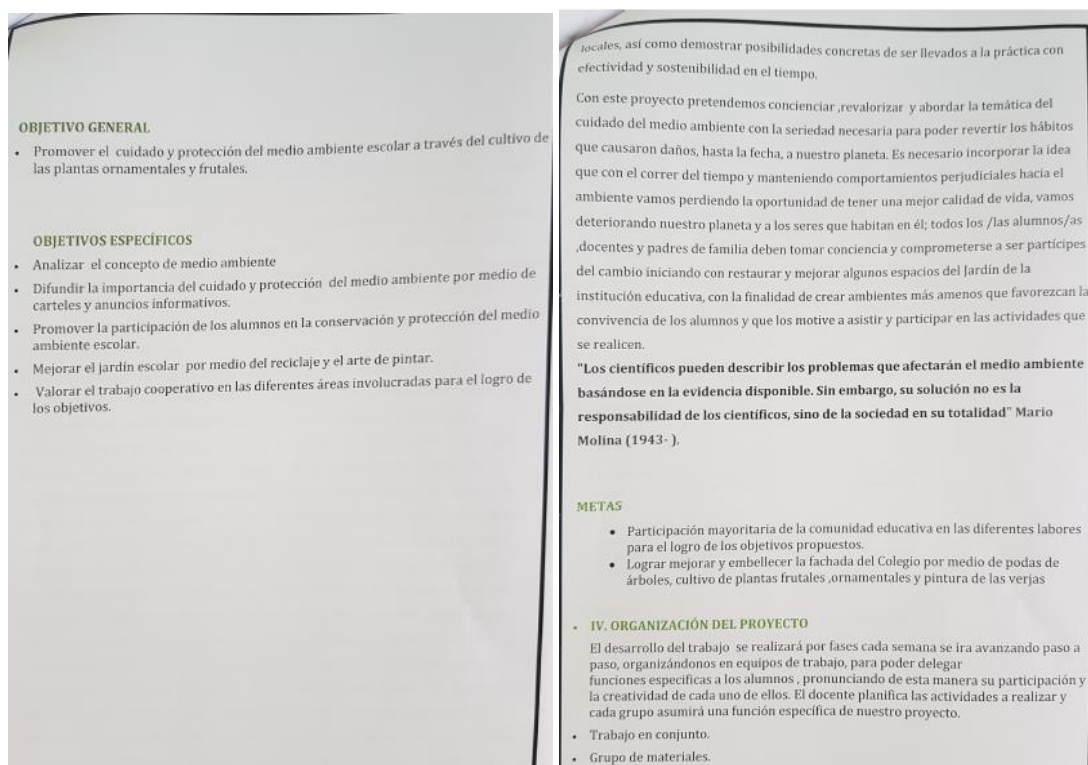 OBJETIVO GENERAL
• Promover el cuidado y protección del medio ambiente escolar a través del cultivo de
las plantas ornamentales y frutales.
OBJETIVOS ESPECÍFICOS
• Analizar el concepto de medio ambiente
• Difundir la importancia del cuidado y protección del medio ambiente por medio de
carteles y anuncios informativos.
• Promover la participación de los alumnos en la conservación y protección del medio
ambiente escolar.
• Mejorar el jardín escolar por medio del reciclaje y el arte de pintar.
• Valorar el trabajo cooperativo en las diferentes áreas involucradas para el logro de
los objetivos.
locales, así como demostrar posibilidades concretas de ser llevados a la práctica con
efectividad y sostenibilidad en el tiempo.
Con este proyecto pretendemos concienciar ,revalorizar y abordar la temática del
cuidado del medio ambiente con la seriedad necesaria para poder revertir los hábitos
que causaron daños, hasta la fecha, a nuestro planeta. Es necesario incorporar la idea
que con el correr del tiempo y manteniendo comportamientos perjudiciales hacia el
ambiente vamos perdiendo la oportunidad de tener una mejor calidad de vida, vamos
deteriorando nuestro planeta y a los seres que habitan en él; todos los /las alumnos/as
,docentes y padres de familia deben tomar conciencia y comprometerse a ser partícipes
del cambio iniciando con restaurar y mejorar algunos espacios del Jardín de la
institución educativa, con la finalidad de crear ambientes más amenos que favorezcan la
convivencia de los alumnos y que los motive a asistir y participar en las actividades que
se realicen.
"Los científicos pueden describir los problemas que afectarán el medio ambiente
basándose en la evidencia disponible. Sin embargo, su solución no es la
responsabilidad de los científicos, sino de la sociedad en su totalidad" Mario
Molina (1943- ).
METAS
• Participación mayoritaria de la comunidad educativa en las diferentes labores
para el logro de los objetivos propuestos.
• Lograr mejorar y embellecer la fachada del Colegio por medio de podas de
árboles, cultivo de plantas frutales ,ornamentales y pintura de las verjas
• IV. ORGANIZACIÓN DEL PROYECTO
El desarrollo del trabajo se realizará por fases cada semana se ira avanzando paso a
paso, organizándonos en equipos de trabajo, para poder delegar
funciones especificas a los alumnos , pronunciando de esta manera su participación y
la creatividad de cada uno de ellos. El docente planifica las actividades a realizar y
cada grupo asumirá una función específica de nuestro proyecto.
• Trabajo en conjunto.
• Grupo de materiales.